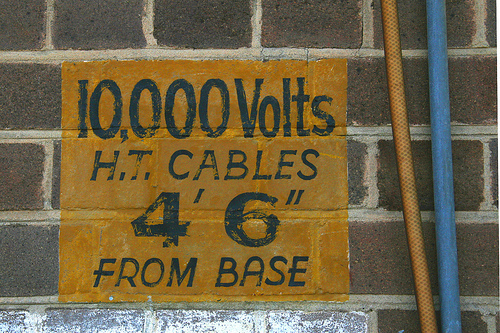 10,000 Volts
H.T. CABLES
4' 6"
FROM BASE